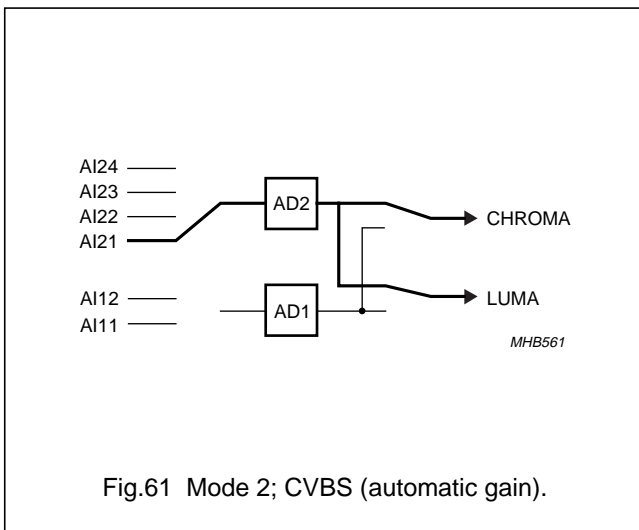 AI24
AI23
AI22
AI21
AD2
CHROMA
AI12
AI11
AD1
LUMA
MHB561
Fig.61 Mode 2; CVBS (automatic gain).